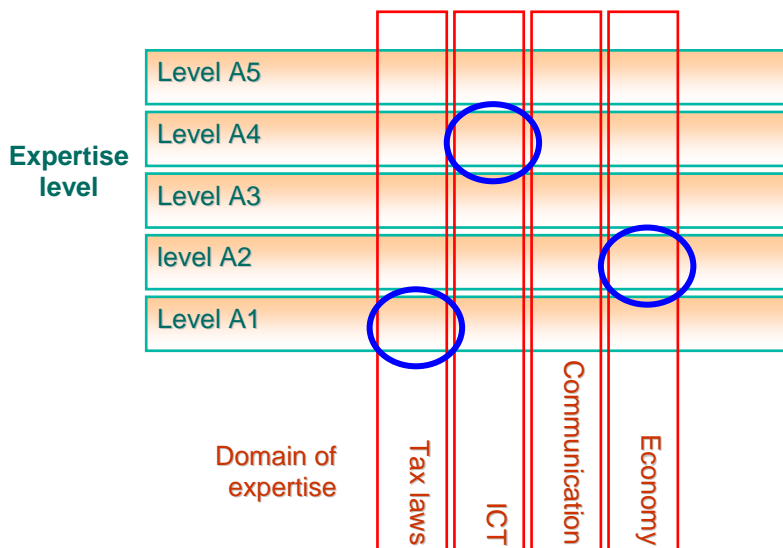 Level A5
Level A4
Expertise
level
Level A3
level A2
Level A1
Domain of
expertise
Tax laws
ICT
Communication
Economy